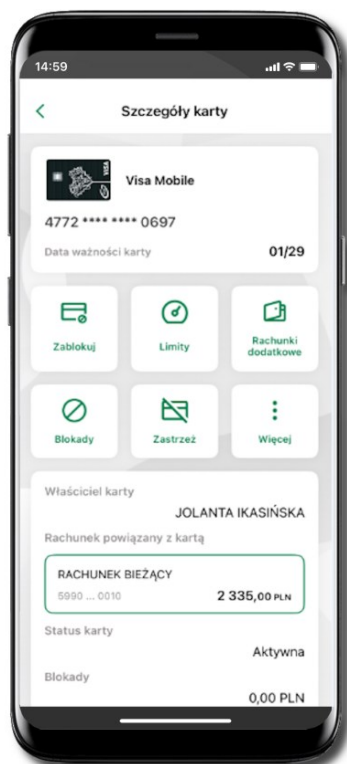 14:59
Szczegóły karty
VISA
Visa Mobile
4772 **** **** 0697
Data ważności karty 01/29
Zablokuj
Limity
Rachunki
dodatkowe
Blokady
Zastrzeż
Więcej
Właściciel karty
JOLANTA IKASIŃSKA
Rachunek powiązany z kartą
RACHUNEK BIEŻĄCY
5990 ... 0010 2 335,00 PLN
Status karty
Aktywna
Blokady
0,00 PLN